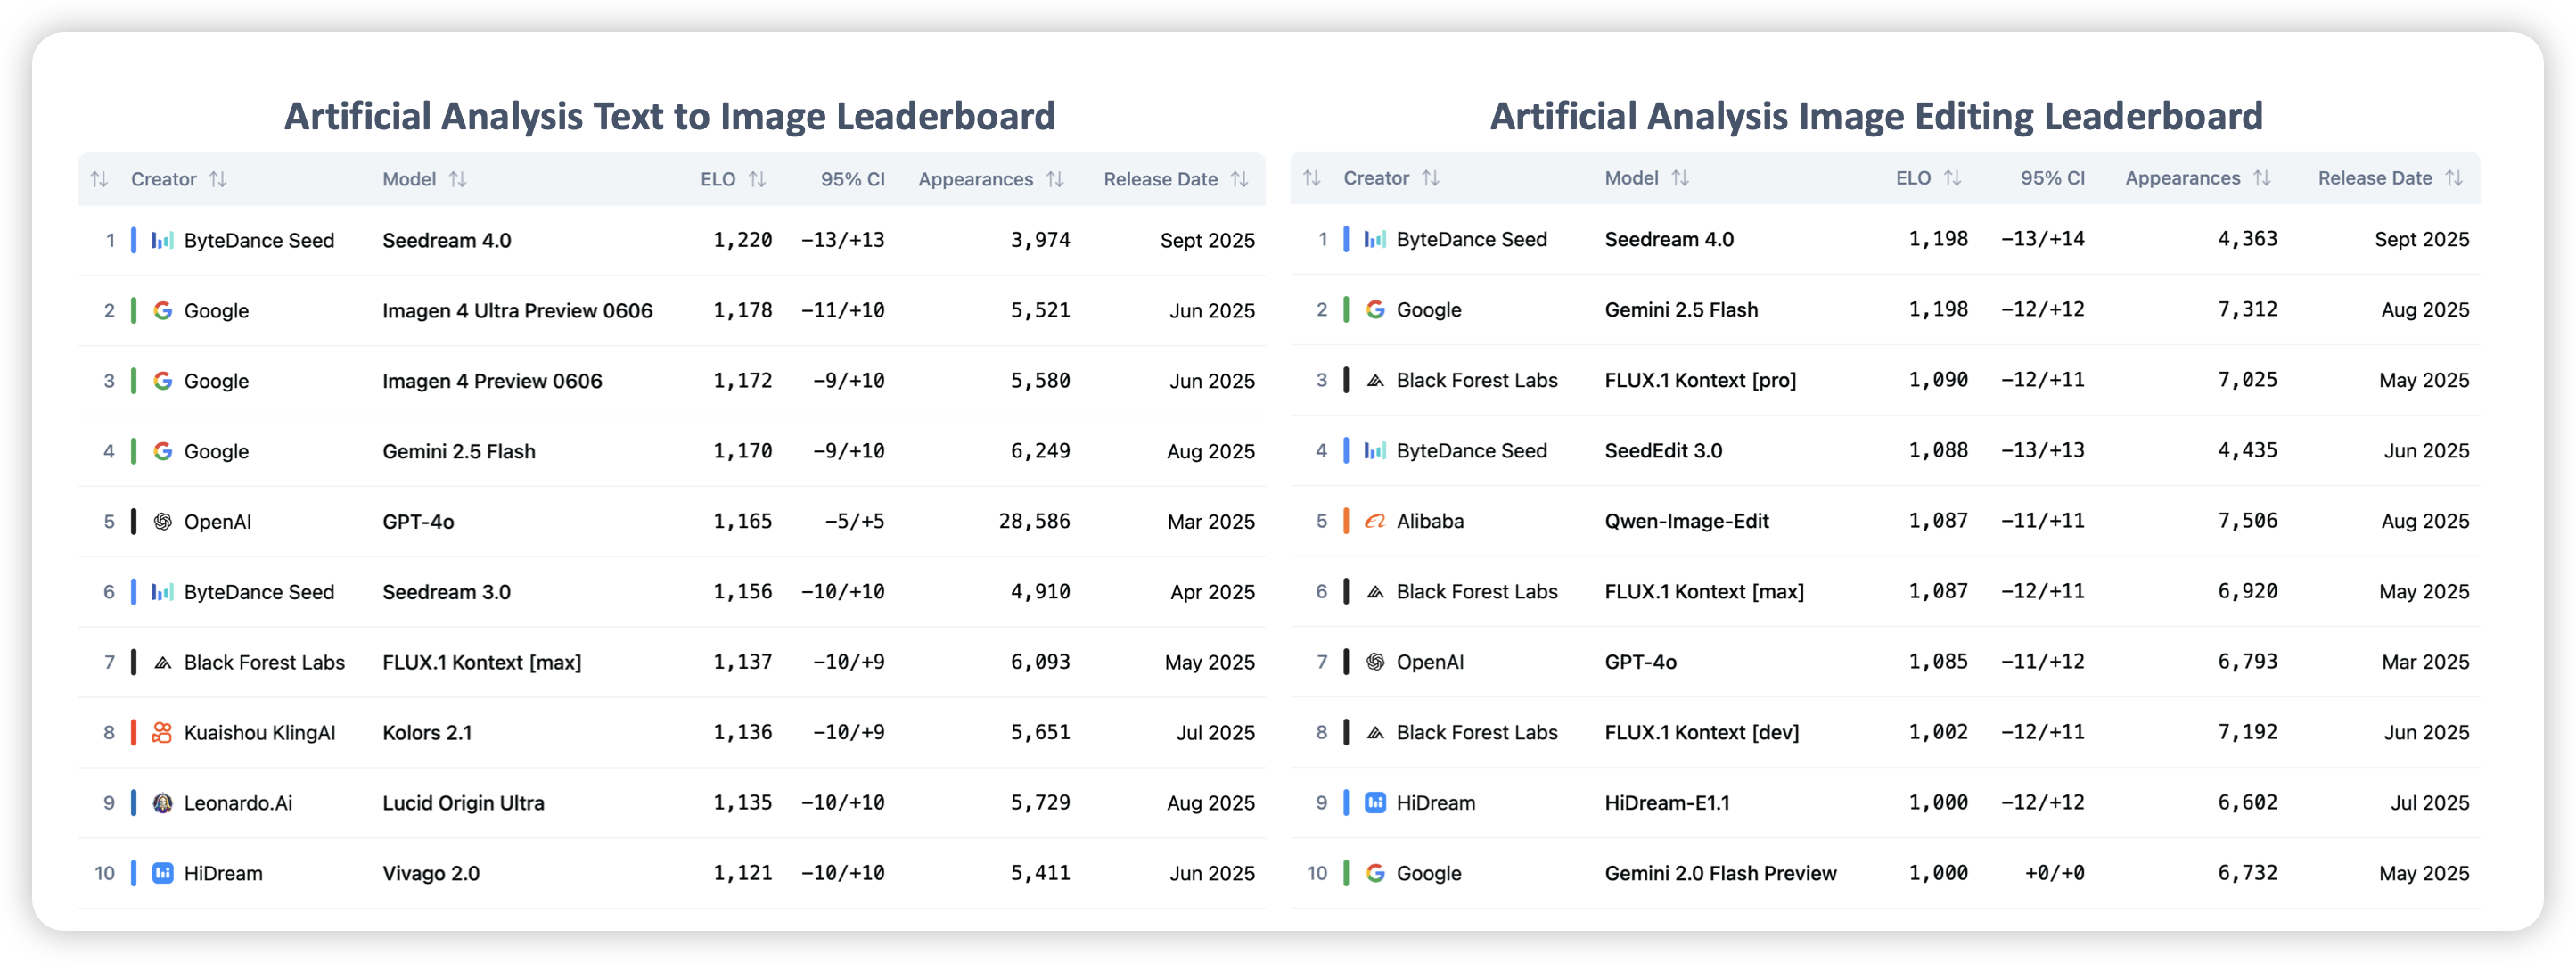 Artificial Analysis Text to Image Leaderboard
Creator Model ELO 95% CI Appearances Release Date
1 ByteDance Seed Seedream 4.0 1,220 −13/+13 3,974 Sept 2025
2 Google Imagen 4 Ultra Preview 0606 1,178 −11/+10 5,521 Jun 2025
3 Google Imagen 4 Preview 0606 1,172 −9/+10 5,580 Jun 2025
4 Google Gemini 2.5 Flash 1,170 −9/+10 6,249 Aug 2025
5 OpenAI GPT-4o 1,165 −5/+5 28,586 Mar 2025
6 ByteDance Seed Seedream 3.0 1,156 −10/+10 4,910 Apr 2025
7 Black Forest Labs FLUX.1 Kontext [max] 1,137 −10/+9 6,093 May 2025
8 Kuaishou KlingAI Kolors 2.1 1,136 −10/+9 5,651 Jul 2025
9 Leonardo.Ai Lucid Origin Ultra 1,135 −10/+10 5,729 Aug 2025
10 HiDream Vivago 2.0 1,121 −10/+10 5,411 Jun 2025
Artificial Analysis Image Editing Leaderboard
Creator Model ELO 95% CI Appearances Release Date
1 ByteDance Seed Seedream 4.0 1,198 −13/+14 4,363 Sept 2025
2 Google Gemini 2.5 Flash 1,198 −12/+12 7,312 Aug 2025
3 Black Forest Labs FLUX.1 Kontext [pro] 1,090 −12/+11 7,025 May 2025
4 ByteDance Seed SeedEdit 3.0 1,088 −13/+13 4,435 Jun 2025
5 Alibaba Qwen-Image-Edit 1,087 −11/+11 7,506 Aug 2025
6 Black Forest Labs FLUX.1 Kontext [max] 1,087 −12/+11 6,920 May 2025
7 OpenAI GPT-4o 1,085 −11/+12 6,793 Mar 2025
8 Black Forest Labs FLUX.1 Kontext [dev] 1,002 −12/+11 7,192 Jun 2025
9 HiDream HiDream-E1.1 1,000 −12/+12 6,602 Jul 2025
10 Google Gemini 2.0 Flash Preview 1,000 +0/+0 6,732 May 2025